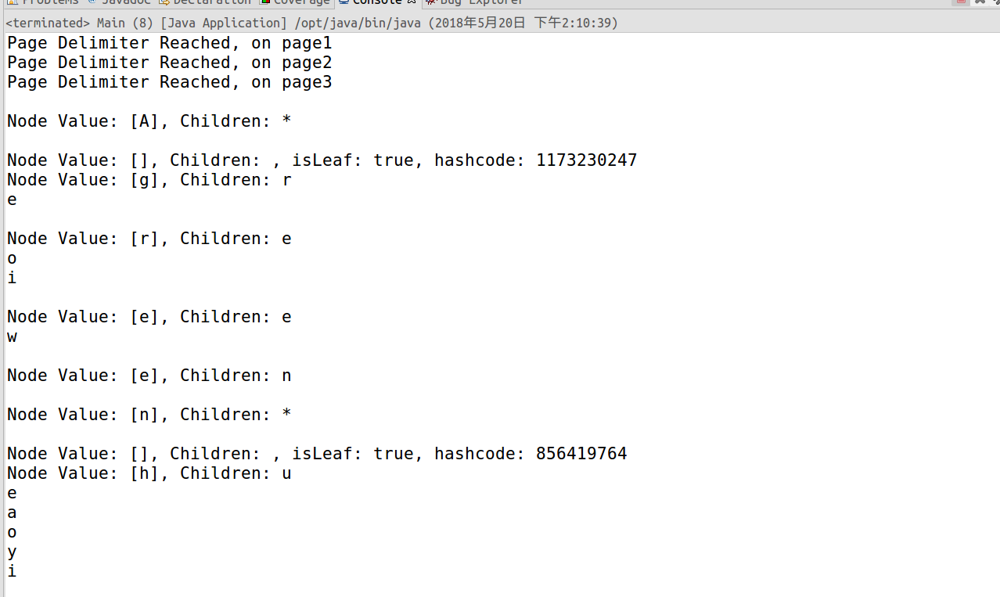 Problems @ Javadoc Declaration Coverage Console Bug Explorer
<terminated> Main (8) [Java Application] /opt/java/bin/java (2018年5月20日 下午2:10:39)
Page Delimiter Reached, on page1
Page Delimiter Reached, on page2
Page Delimiter Reached, on page3
Node Value: [A], Children: *
Node Value: [], Children: , isLeaf: true, hashcode: 1173230247
Node Value: [g], Children: r
e
Node Value: [r], Children: e
o
i
Node Value: [e], Children: e
w
Node Value: [e], Children: n
Node Value: [n], Children: *
Node Value: [], Children: , isLeaf: true, hashcode: 856419764
Node Value: [h], Children: u
e
a
o
y
i